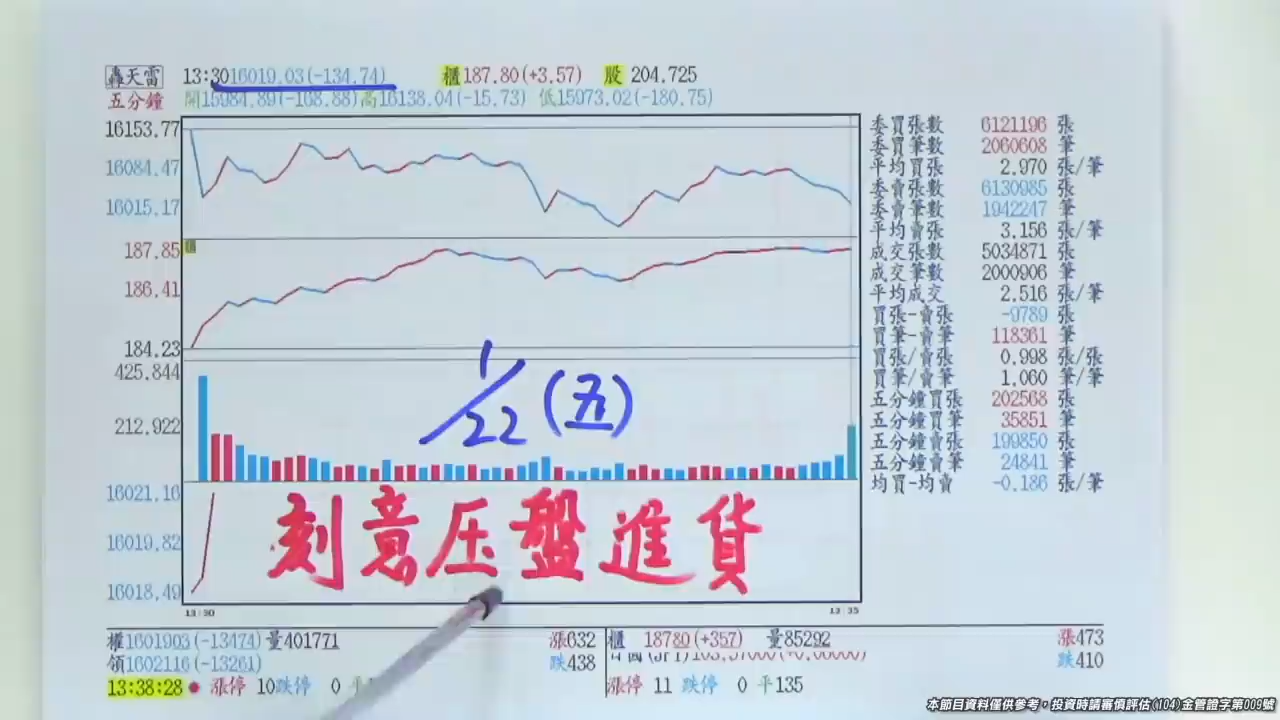 轟天雷 13:30 16019.03(-134.74) 櫃187.80(+3.57) 股 204.725
五分鐘 開15984.89(-168.88)高16138.04(-15.73) 低15973.02(-180.75)
16153.77
16084.47
16015.17
187.85
186.41
184.23
425.844
212.922
16021.16
16019.82
16018.49
13:30 13:35
1/22 (五)
刻意压盤進貨
委買張數 6121196 張
委買筆數 2060608 筆
平均買張 2.970 張/筆
委賣張數 6130985 張
委賣筆數 1942247 筆
平均賣張 3.156 張/筆
成交張數 5034871 張
成交筆數 2000906 筆
平均成交 2.516 張/筆
買張-賣張 -9789 張
買筆-賣筆 118361 筆
買張/賣張 0.998 張/張
買筆/賣筆 1.060 筆/筆
五分鐘買張 202568 張
五分鐘買筆 35851 筆
五分鐘賣張 199850 張
五分鐘賣筆 24841 筆
均買-均賣 -0.186 張/筆
權1601903(-13474)量401771 漲632
領1602116(-13261) 跌438
13:38:28 漲停 10跌停 0 平
櫃 18780(+357) 量85292 漲473
跌410
漲停 11 跌停 0 平135
本節目資料僅供參考，投資時請審慎評估(104)金管證字第009號